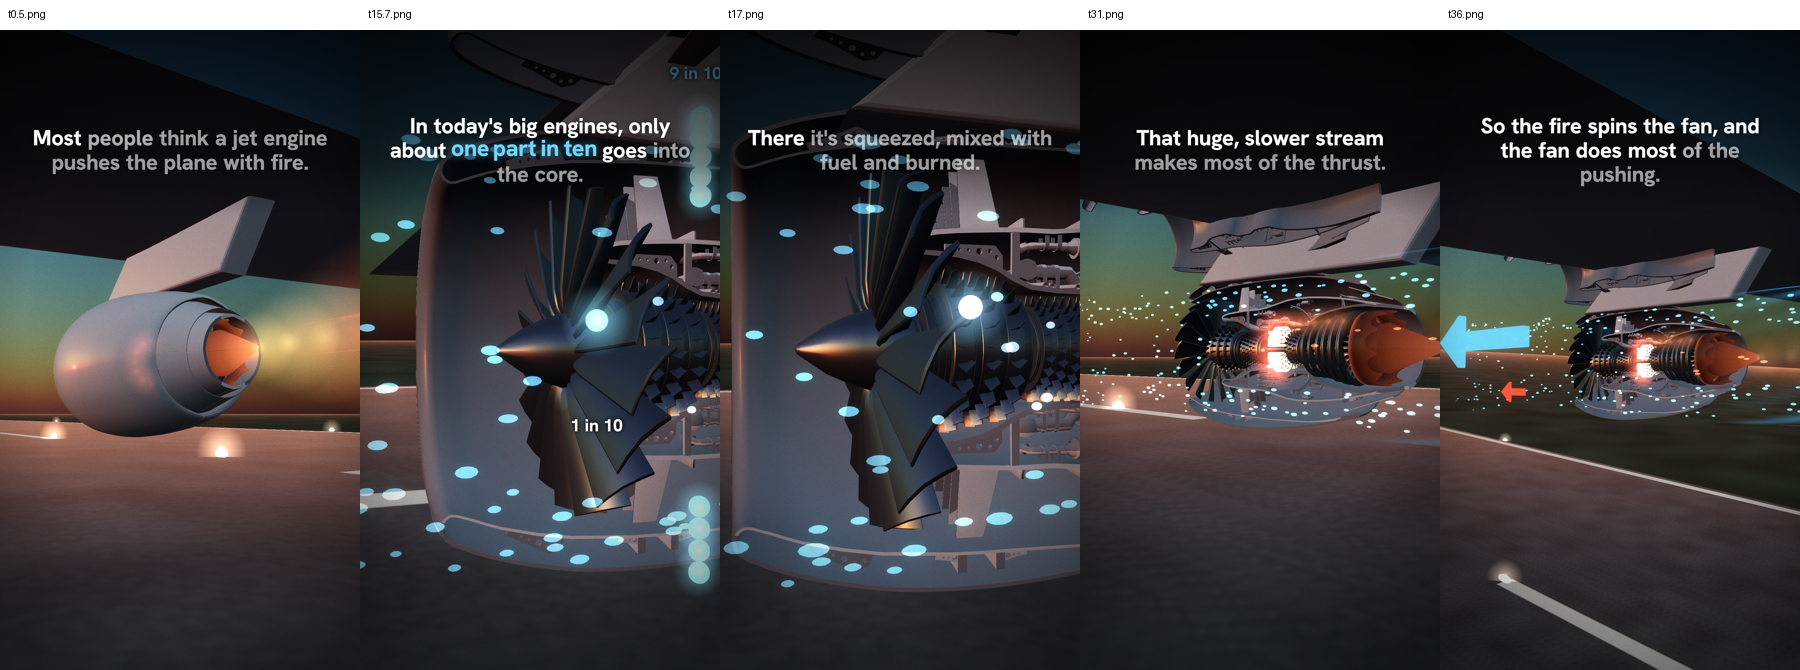 t0.5.png
t15.7.png
t17.png
t31.png
t36.png
Most people think a jet engine
pushes the plane with fire.
9 in 10
In today's big engines, only
about one part in ten goes into
the core.
1 in 10
There it's squeezed, mixed with
fuel and burned.
That huge, slower stream
makes most of the thrust.
So the fire spins the fan, and
the fan does most of the
pushing.